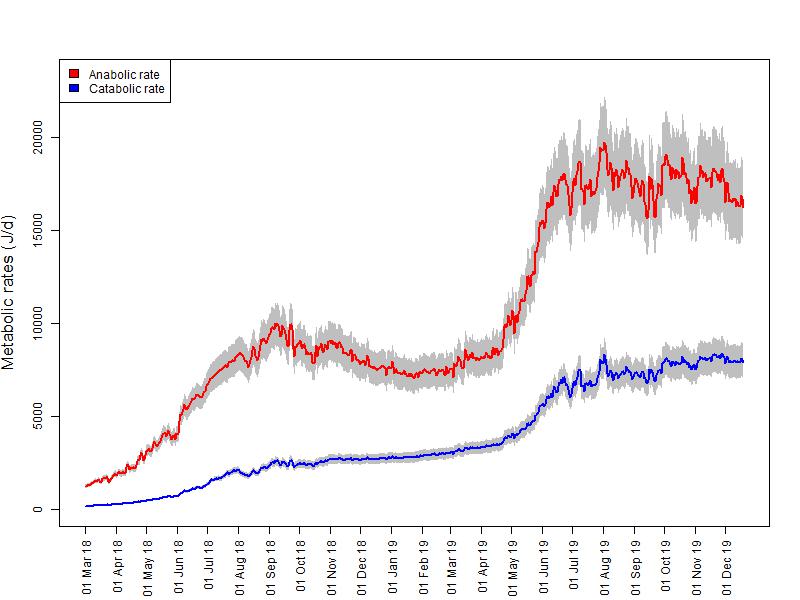 Anabolic rate
Catabolic rate
Metabolic rates (J/d)
20000
15000
10000
5000
0
01 Mar 18
01 Apr 18
01 May 18
01 Jun 18
01 Jul 18
01 Aug 18
01 Sep 18
01 Oct 18
01 Nov 18
01 Dec 18
01 Jan 19
01 Feb 19
01 Mar 19
01 Apr 19
01 May 19
01 Jun 19
01 Jul 19
01 Aug 19
01 Sep 19
01 Oct 19
01 Nov 19
01 Dec 19